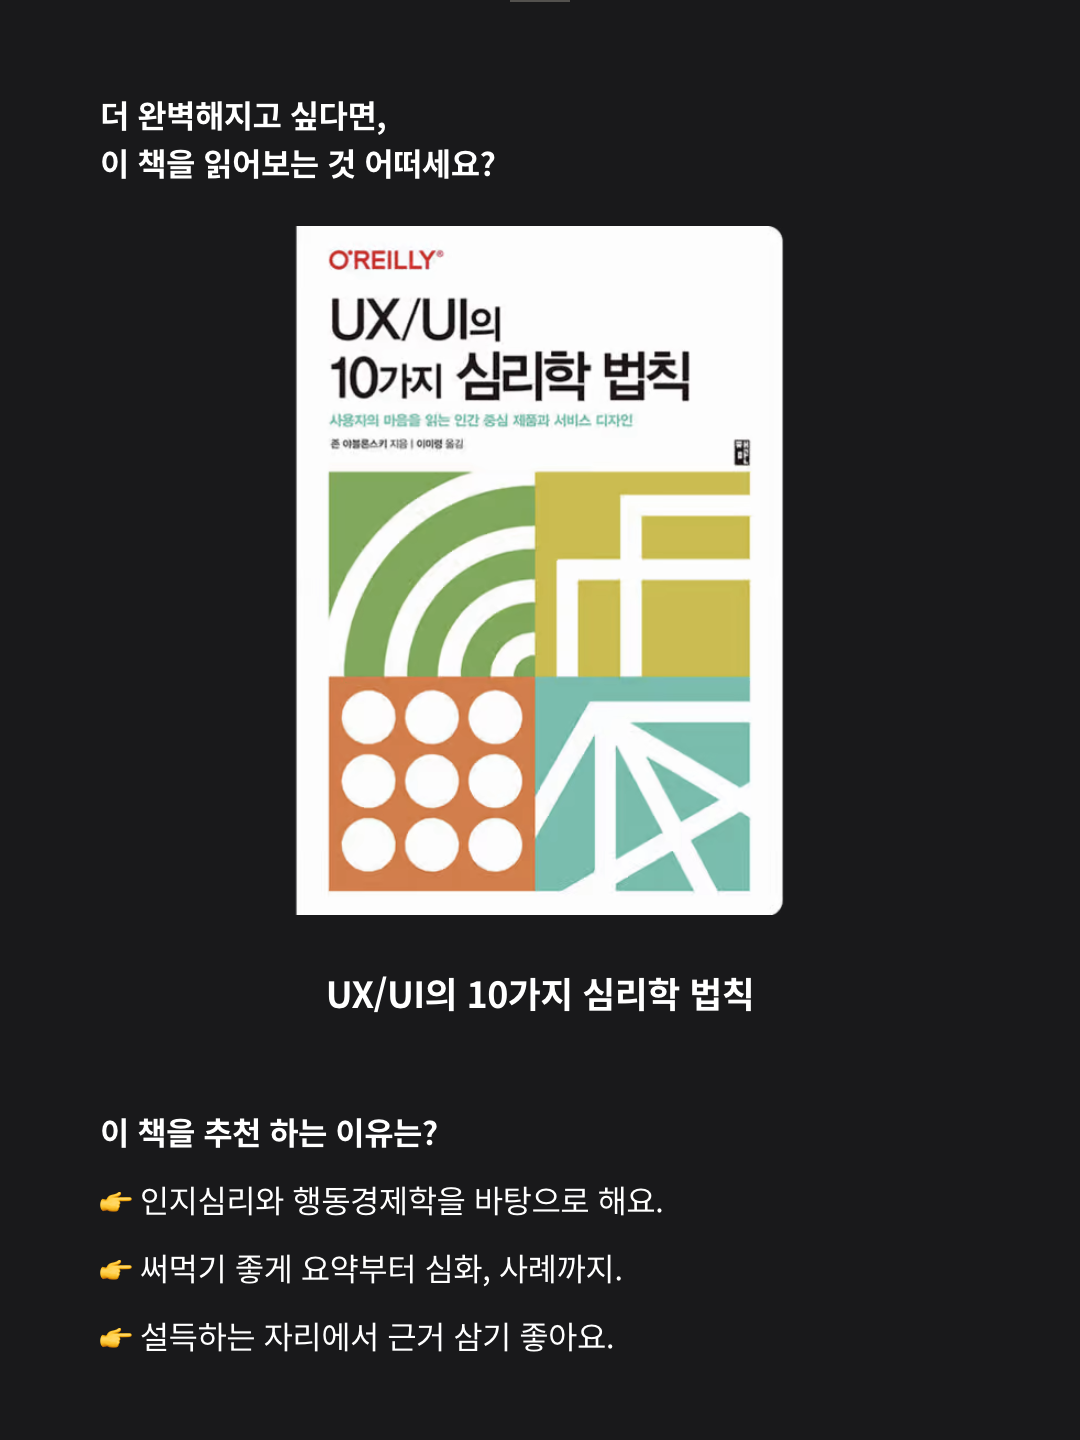 더 완벽해지고 싶다면,
이 책을 읽어보는 것 어떠세요?
O'REILLY®
UX/UI의
10가지 심리학 법칙
사용자의 마음을 읽는 인간 중심 제품과 서비스 디자인
존 야블론스키 지음 | 이미령 옮김
UX/UI의 10가지 심리학 법칙
이 책을 추천 하는 이유는?
👉 인지심리와 행동경제학을 바탕으로 해요.
👉 써먹기 좋게 요약부터 심화, 사례까지.
👉 설득하는 자리에서 근거 삼기 좋아요.